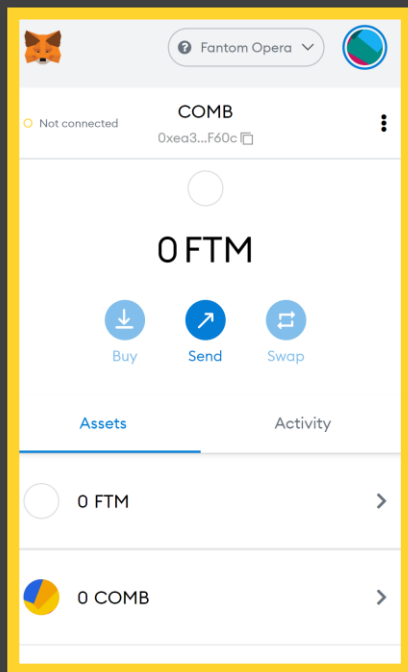 Fantom Opera
Not connected
COMB
0xea3...F60c
0 FTM
Buy
Send
Swap
Assets
Activity
0 FTM
0 COMB